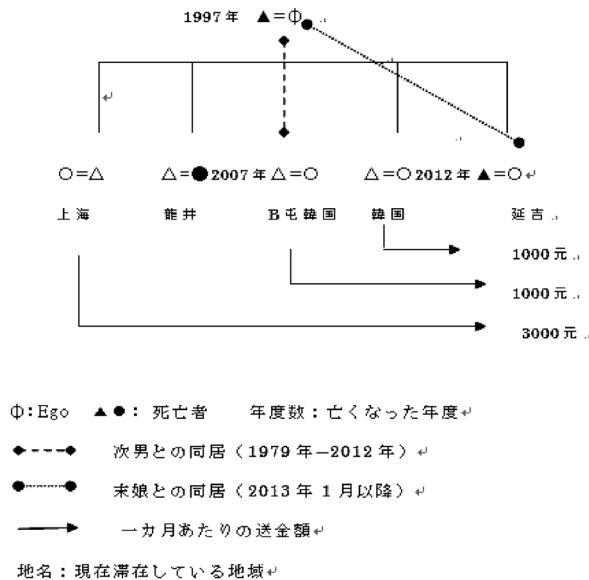 1997年 ▲=Φ
○=△ △=●2007年△=○ △=○2012年▲=○
上海 龍井 B屯韓国 韓国 延吉
1000元
1000元
3000元
Φ:Ego ▲●：死亡者 年度数：亡くなった年度
次男との同居（1979年−2012年）
末娘との同居（2013年1月以降）
一カ月あたりの送金額
地名：現在滞在している地域